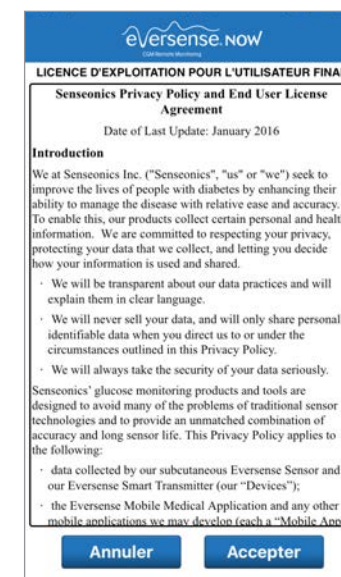 eversense. NOW
CGM Remote Monitoring
LICENCE D'EXPLOITATION POUR L'UTILISATEUR FINA
Senseonics Privacy Policy and End User License
Agreement
Date of Last Update: January 2016
Introduction
We at Senseonics Inc. ("Senseonics", "us" or "we") seek to
improve the lives of people with diabetes by enhancing their
ability to manage the disease with relative ease and accuracy.
To enable this, our products collect certain personal and healt
information. We are committed to respecting your privacy,
protecting your data that we collect, and letting you decide
how your information is used and shared.
· We will be transparent about our data practices and will
explain them in clear language.
· We will never sell your data, and will only share personal
identifiable data when you direct us to or under the
circumstances outlined in this Privacy Policy.
· We will always take the security of your data seriously.
Senseonics' glucose monitoring products and tools are
designed to avoid many of the problems of traditional sensor
technologies and to provide an unmatched combination of
accuracy and long sensor life. This Privacy Policy applies to
the following:
· data collected by our subcutaneous Eversense Sensor and
our Eversense Smart Transmitter (our "Devices");
· the Eversense Mobile Medical Application and any other
mobile applications we may develop (each a "Mobile App
Annuler
Accepter